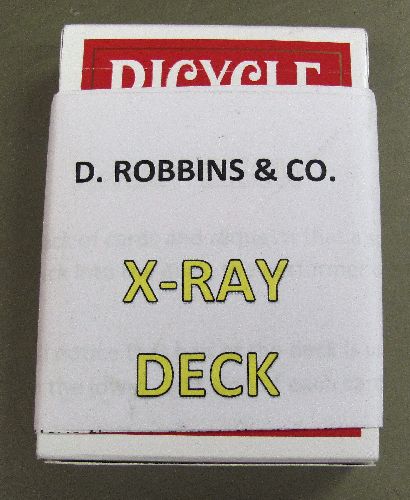 BICYCLE
D. ROBBINS & CO.
X-RAY
DECK